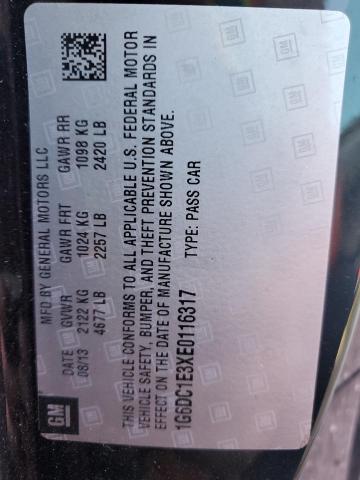 GM
MFD BY GENERAL MOTORS LLC
DATE GVWR GAWR FRT GAWR RR
08/13 2122 KG 1024 KG 1098 KG
4677 LB 2257 LB 2420 LB
THIS VEHICLE CONFORMS TO ALL APPLICABLE U.S. FEDERAL MOTOR
VEHICLE SAFETY, BUMPER, AND THEFT PREVENTION STANDARDS IN
EFFECT ON THE DATE OF MANUFACTURE SHOWN ABOVE.
1G6DC1E3XE0116317 TYPE: PASS CAR